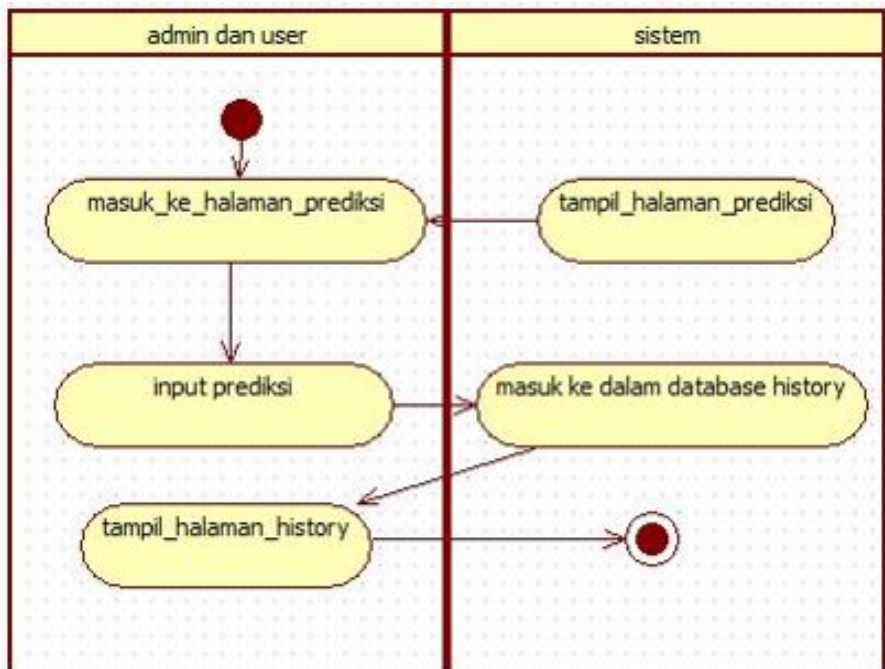 admin dan user
sistem
masuk_ke_halaman_prediksi
tampil_halaman_prediksi
input prediksi
masuk ke dalam database history
tampil_halaman_history